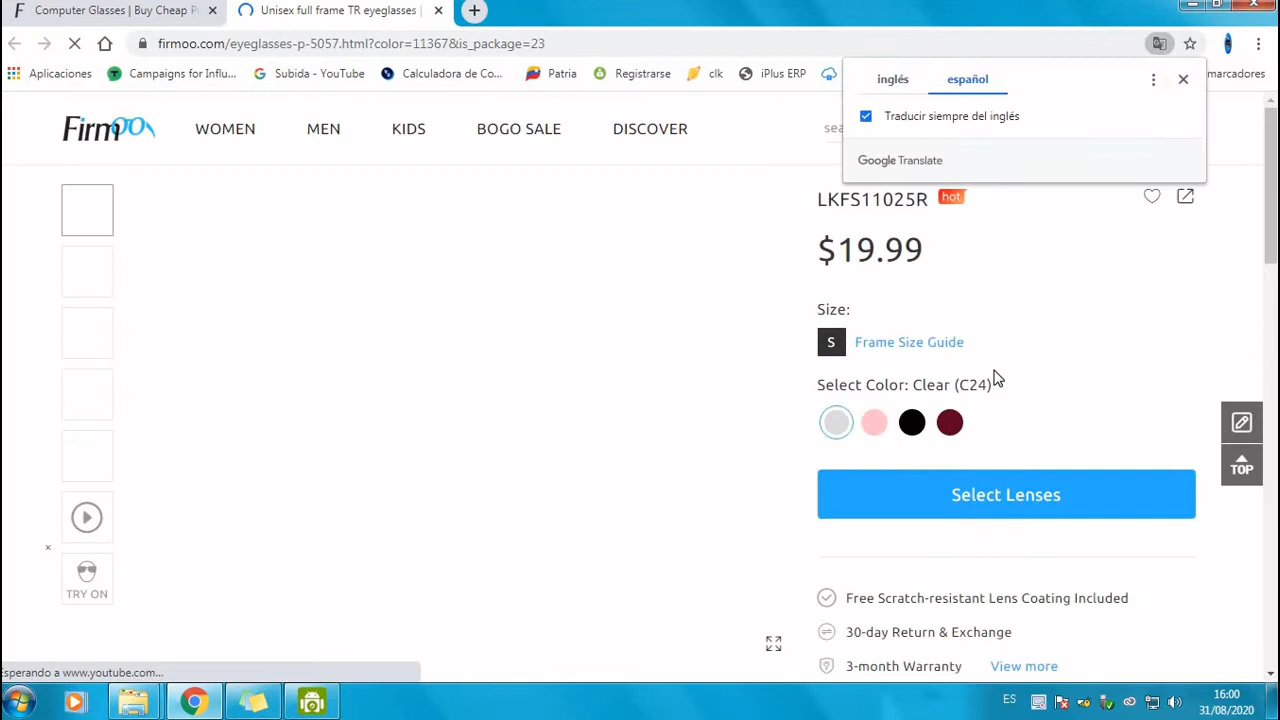 Computer Glasses | Buy Cheap P
Unisex full frame TR eyeglasses |
firmoo.com/eyeglasses-p-5057.html?color=11367&is_package=23
Aplicaciones
Campaigns for Influ...
Subida - YouTube
Calculadora de Co...
Patria
Registrarse
clk
iPlus ERP
marcadores
inglés
español
Traducir siempre del inglés
Google Translate
Firmoo
WOMEN
MEN
KIDS
BOGO SALE
DISCOVER
sea
LKFS11025R
hot
$19.99
Size:
S
Frame Size Guide
Select Color: Clear (C24)
Select Lenses
TOP
TRY ON
Free Scratch-resistant Lens Coating Included
30-day Return & Exchange
3-month Warranty
View more
Esperando a www.youtube.com...
ES
16:00
31/08/2020